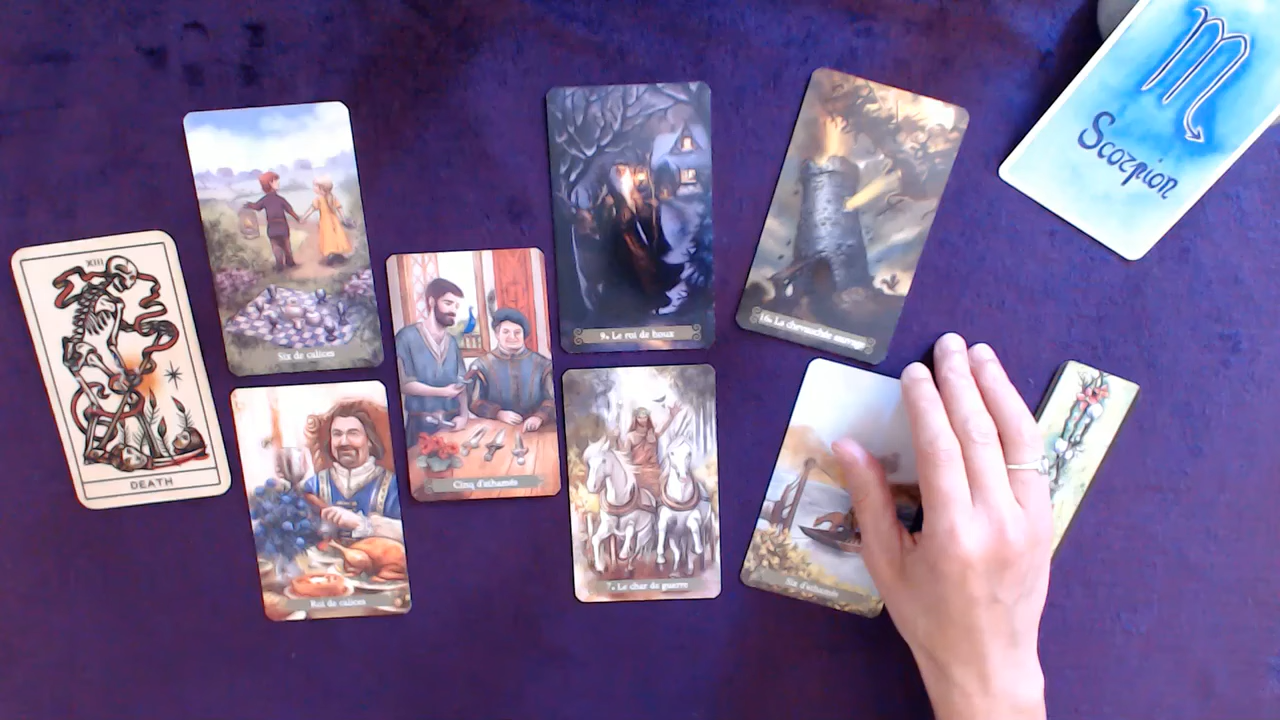 XIII
DEATH
Six de calices
Roi de calices
Cinq d'athamés
9. Le roi de houx
7. Le char de guerre
16. La chevauchée sauvage
Six d'athamés
Scorpion